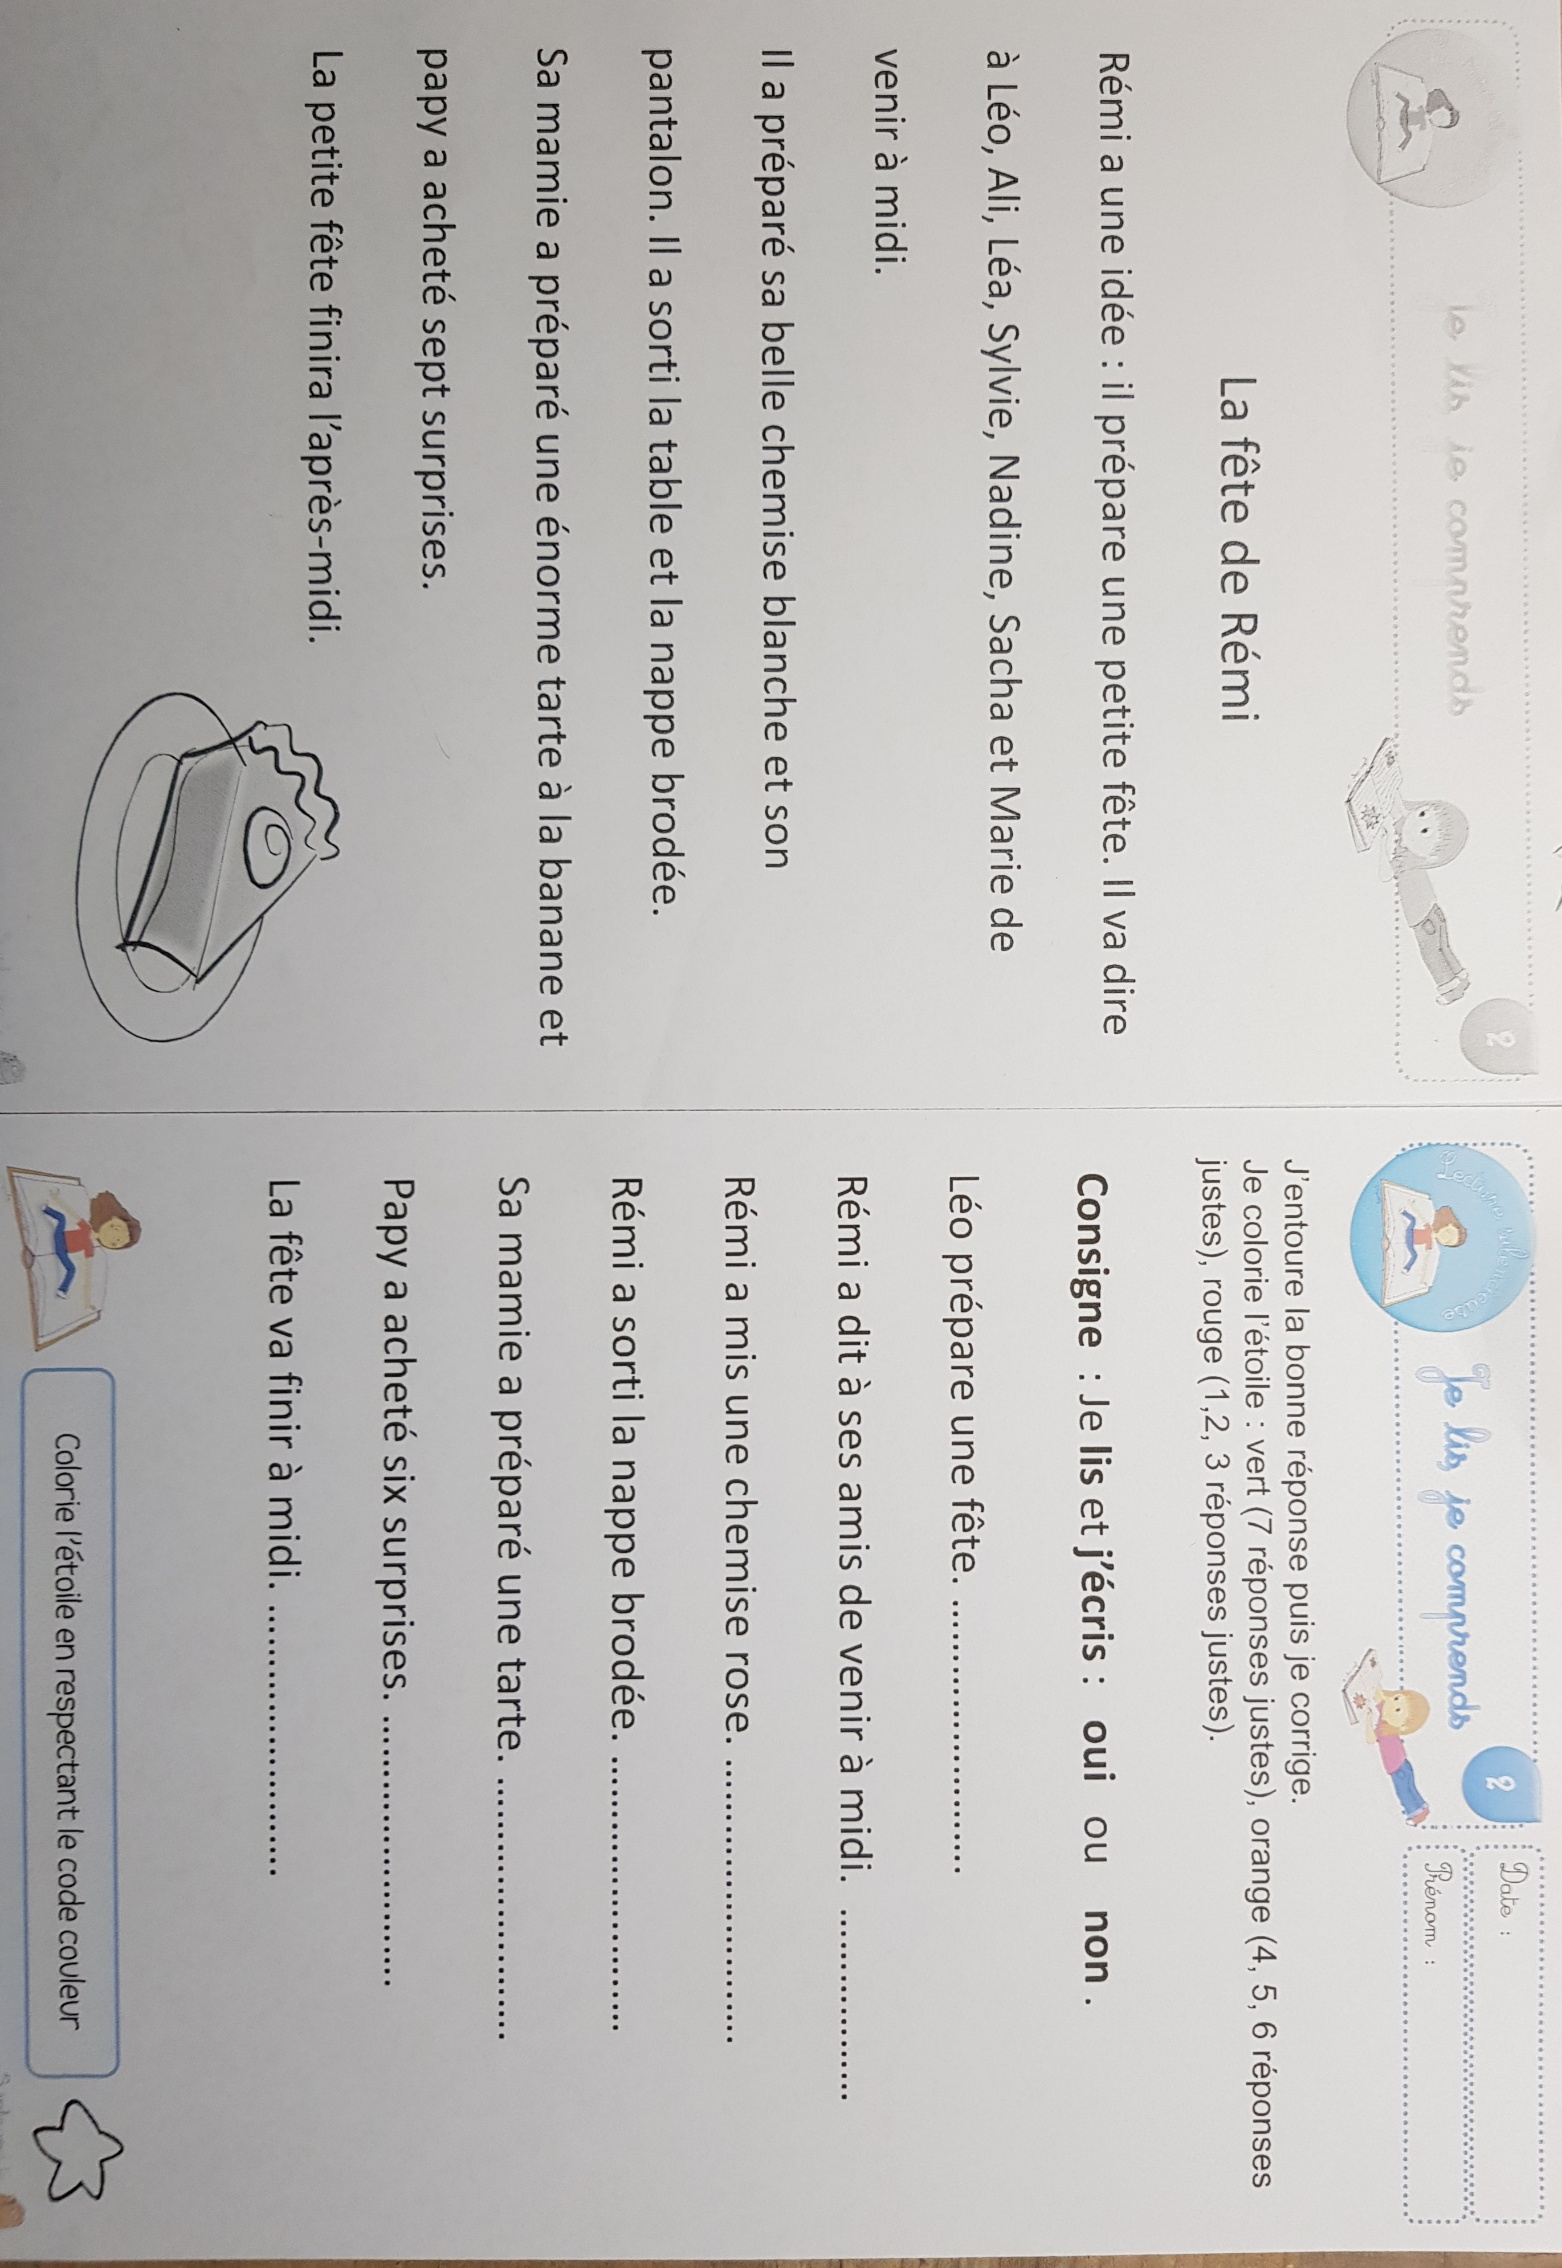 Je lis je comprends
2
La fête de Rémi
Rémi a une idée : il prépare une petite fête. Il va dire
à Léo, Ali, Léa, Sylvie, Nadine, Sacha et Marie de
venir à midi.
Il a préparé sa belle chemise blanche et son
pantalon. Il a sorti la table et la nappe brodée.
Sa mamie a préparé une énorme tarte à la banane et
papy a acheté sept surprises.
La petite fête finira l’après-midi.
Lecture silencieuse
Je lis je comprends
2
Date :
Prénom :
J’entoure la bonne réponse puis je corrige.
Je colorie l’étoile : vert (7 réponses justes), orange (4, 5, 6 réponses
justes), rouge (1,2, 3 réponses justes).
Consigne : Je lis et j’écris : oui ou non .
Léo prépare une fête. ...........................
Rémi a dit à ses amis de venir à midi. ...................
Rémi a mis une chemise rose. ...........................
Rémi a sorti la nappe brodée. ...........................
Sa mamie a préparé une tarte. ..........................
Papy a acheté six surprises. ...........................
La fête va finir à midi. ...........................
Colorie l’étoile en respectant le code couleur